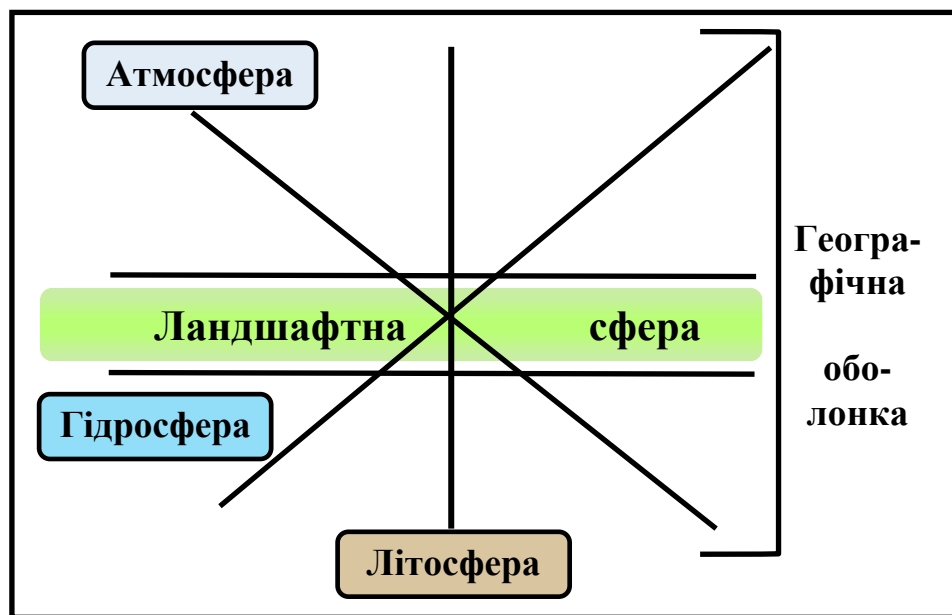 Атмосфера
Геогра-
фічна
Ландшафтна сфера
обо-
лонка
Гідросфера
Літосфера